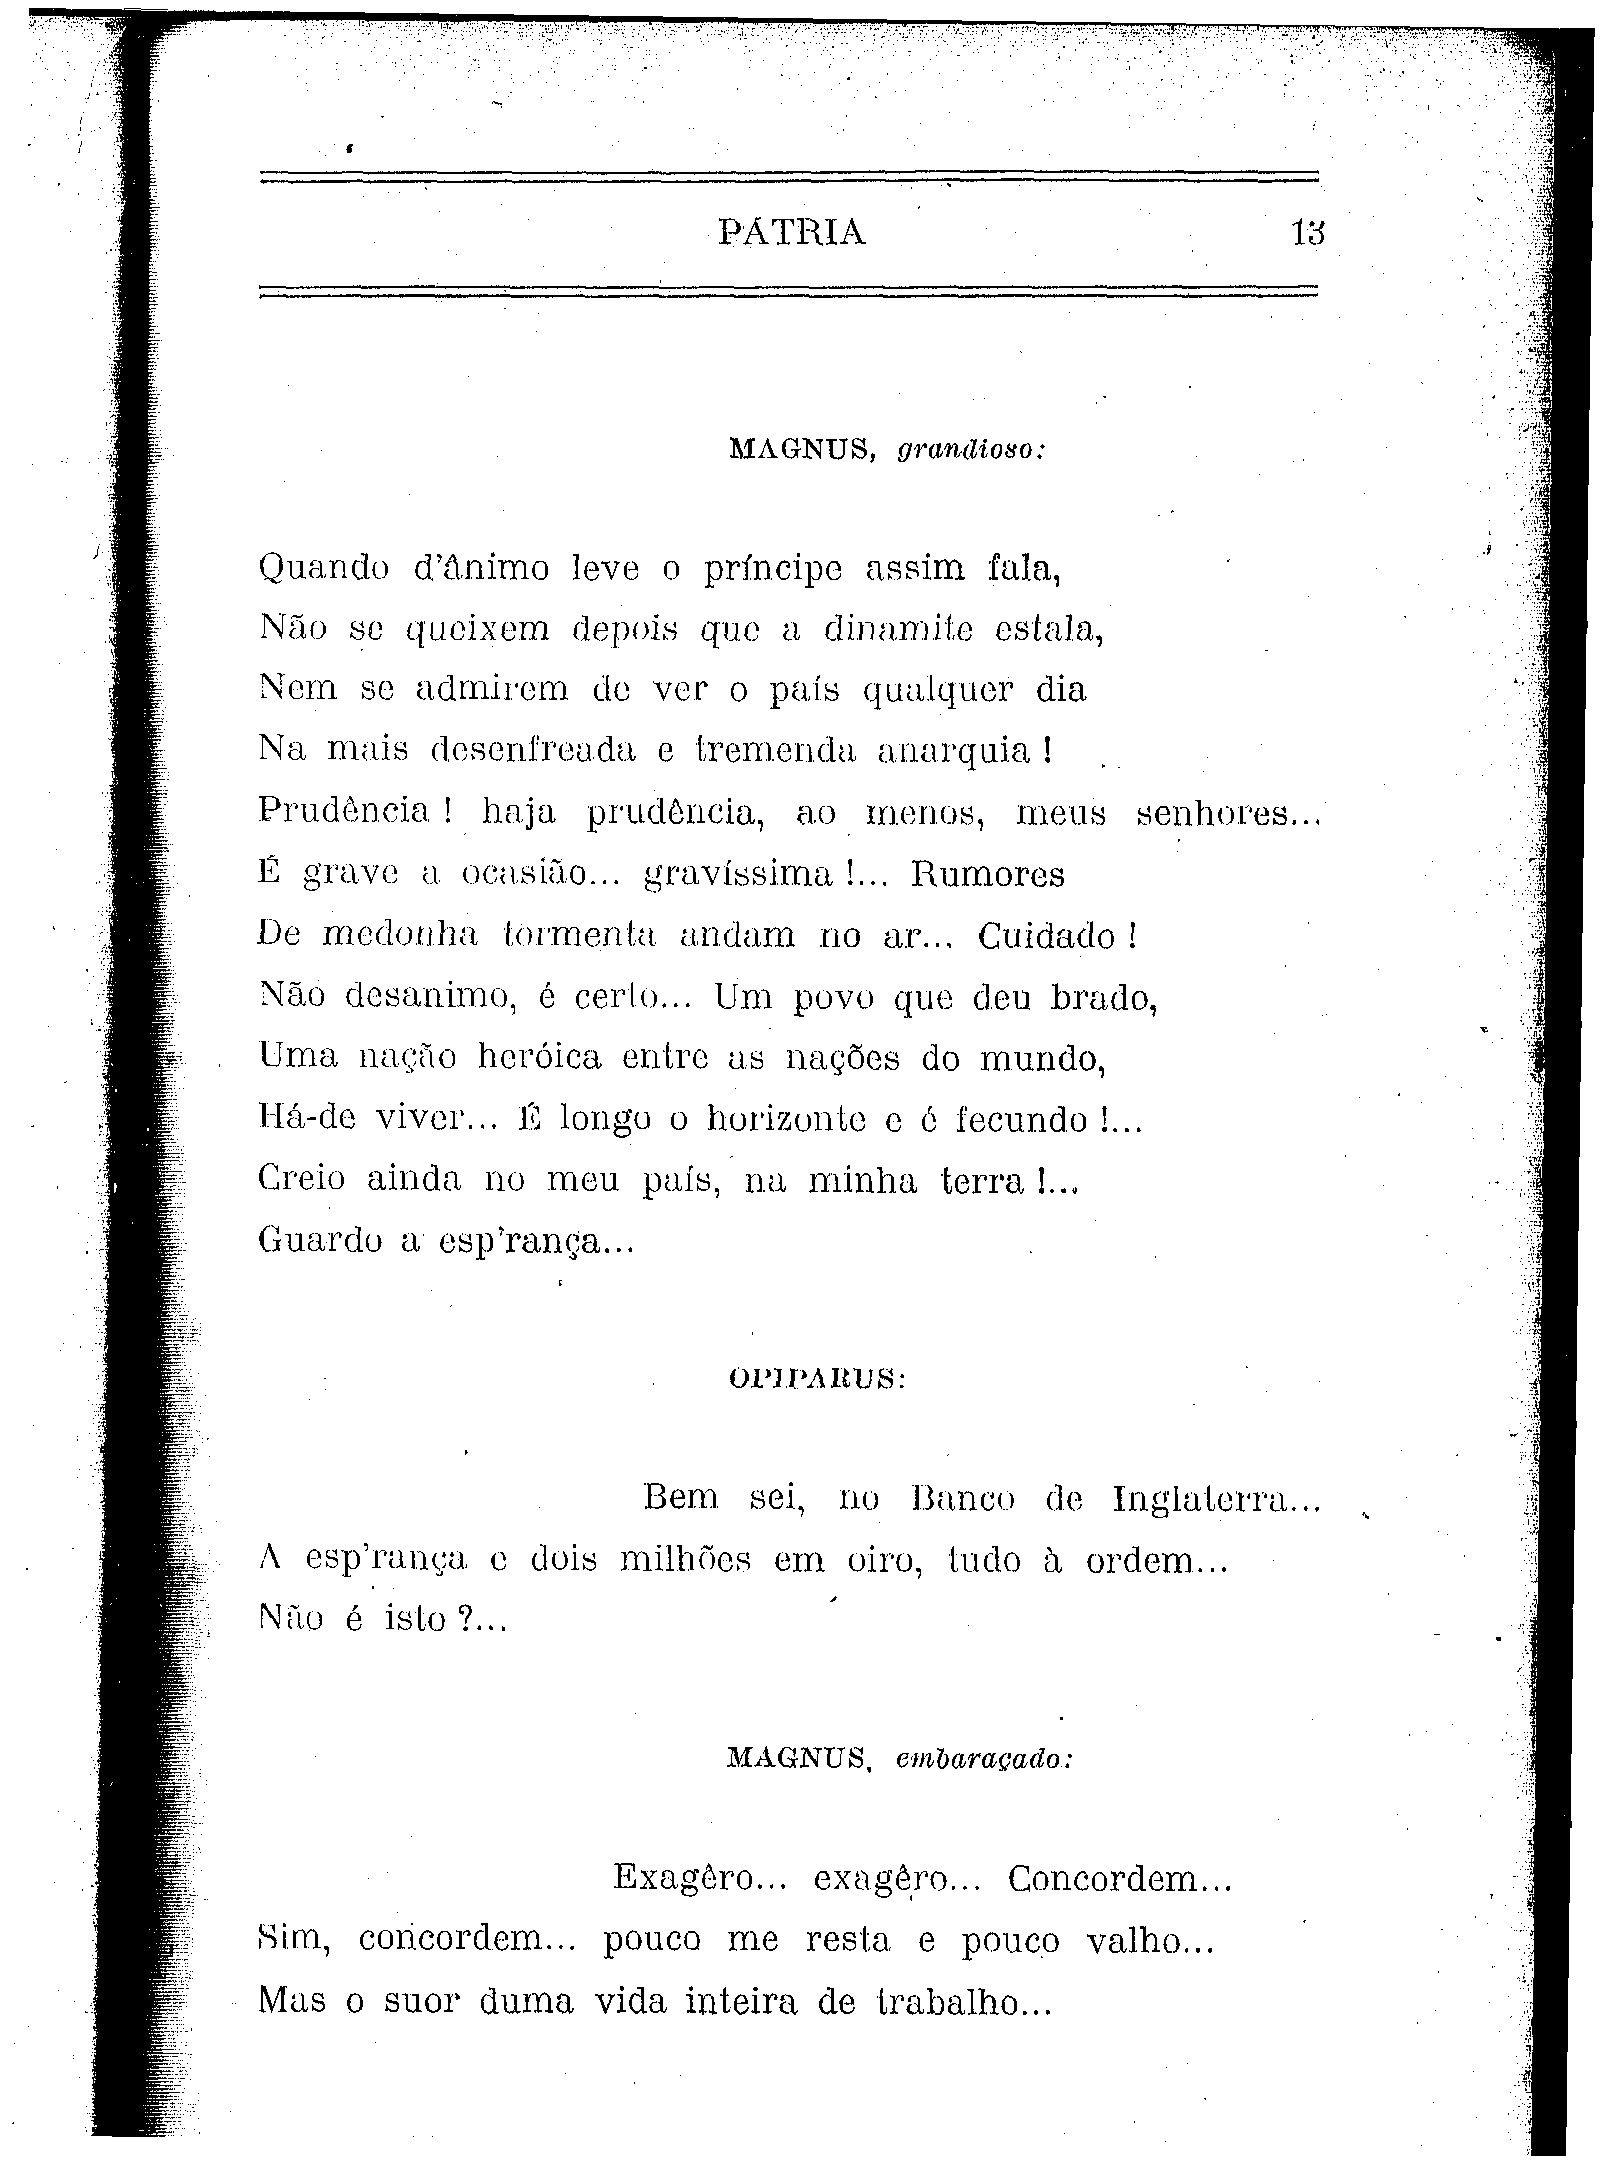 PÁTRIA 13
MAGNUS, grandioso:
Quando d'ânimo leve o príncipe assim fala,
Não se queixem depois que a dinamite estala,
Nem se admirem de ver o país qualquer dia
Na mais desenfreada e tremenda anarquia !
Prudência ! haja prudência, ao menos, meus senhores...
É grave a ocasião... gravíssima !... Rumores
De medonha tormenta andam no ar... Cuidado !
Não desanimo, é certo... Um povo que deu brado,
Uma nação heróica entre as nações do mundo,
Há-de viver... É longo o horizonte e é fecundo !...
Creio ainda no meu país, na minha terra !...
Guardo a esp'rança...
OPIPARUS:
Bem sei, no Banco de Inglaterra...
A esp'rança e dois milhões em oiro, tudo à ordem...
Não é isto ?...
MAGNUS, embaraçado:
Exagêro... exagêro... Concordem...
Sim, concordem... pouco me resta e pouco valho...
Mas o suor duma vida inteira de trabalho...